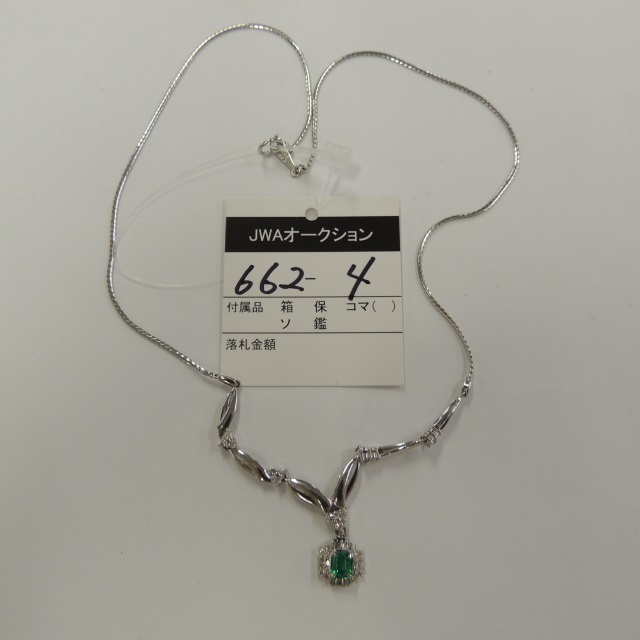 JWAオークション
662-4
付属品 箱 保 コマ( )
ソ 鑑
落札金額